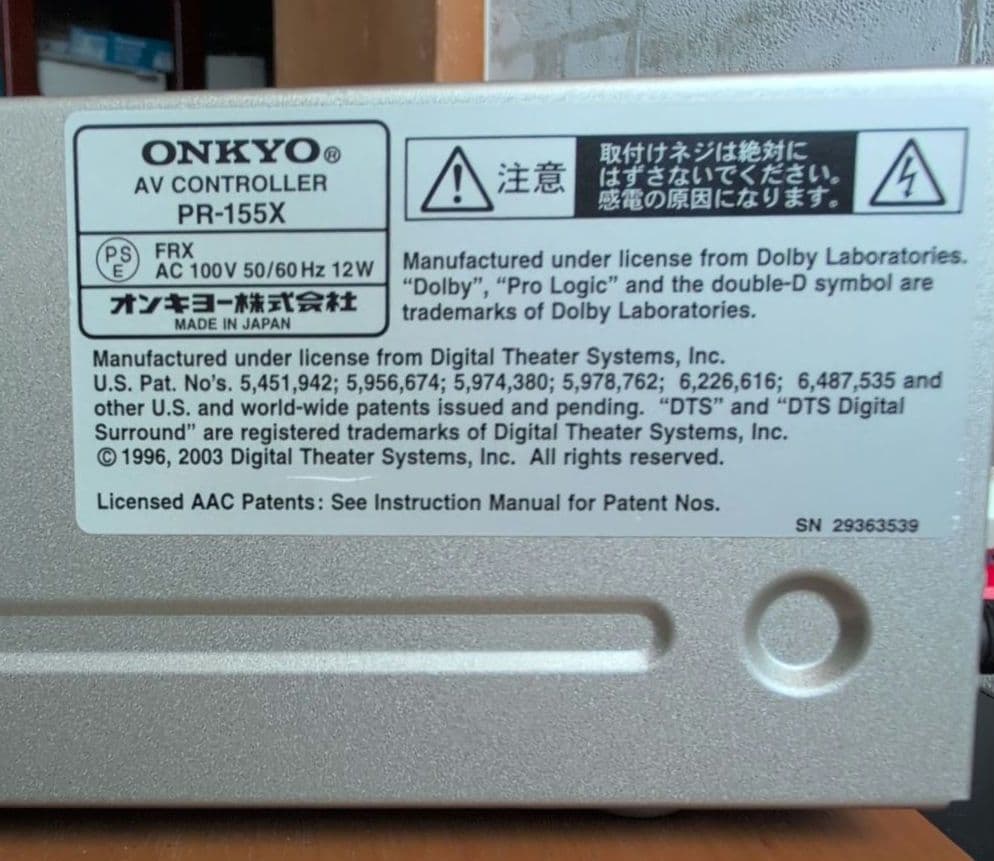 ONKYO®
AV CONTROLLER
PR-155X
PS
E
FRX
AC 100V 50/60Hz 12W
オンキヨー株式会社
MADE IN JAPAN
注意
取付けネジは絶対に
はずさないでください。
感電の原因になります。
Manufactured under license from Dolby Laboratories.
“Dolby”, “Pro Logic” and the double-D symbol are
trademarks of Dolby Laboratories.
Manufactured under license from Digital Theater Systems, Inc.
U.S. Pat. No's. 5,451,942; 5,956,674; 5,974,380; 5,978,762; 6,226,616; 6,487,535 and
other U.S. and world-wide patents issued and pending. “DTS” and “DTS Digital
Surround” are registered trademarks of Digital Theater Systems, Inc.
©1996, 2003 Digital Theater Systems, Inc. All rights reserved.
Licensed AAC Patents: See Instruction Manual for Patent Nos.
SN 29363539